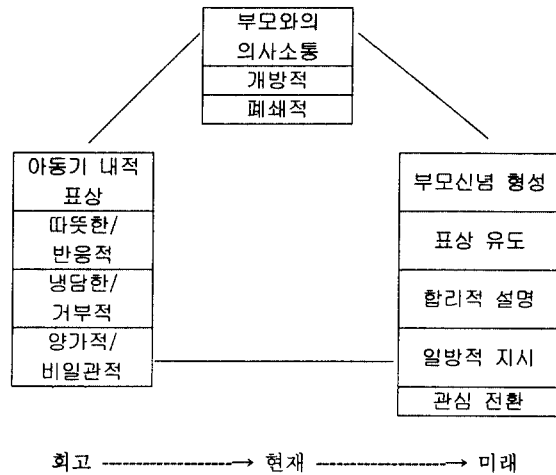 부모와의
의사소통
개방적
폐쇄적
아동기 내적
표상
따뜻한/
반응적
냉담한/
거부적
양가적/
비일관적
부모신념 형성
표상 유도
합리적 설명
일방적 지시
관심 전환
회고 ----------------→ 현재 ----------------→ 미래